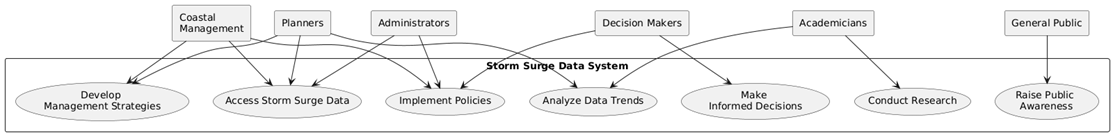 Coastal
Management
Planners
Administrators
Decision Makers
Academicians
General Public
Storm Surge Data System
Develop
Management Strategies
Access Storm Surge Data
Implement Policies
Analyze Data Trends
Make
Informed Decisions
Conduct Research
Raise Public
Awareness